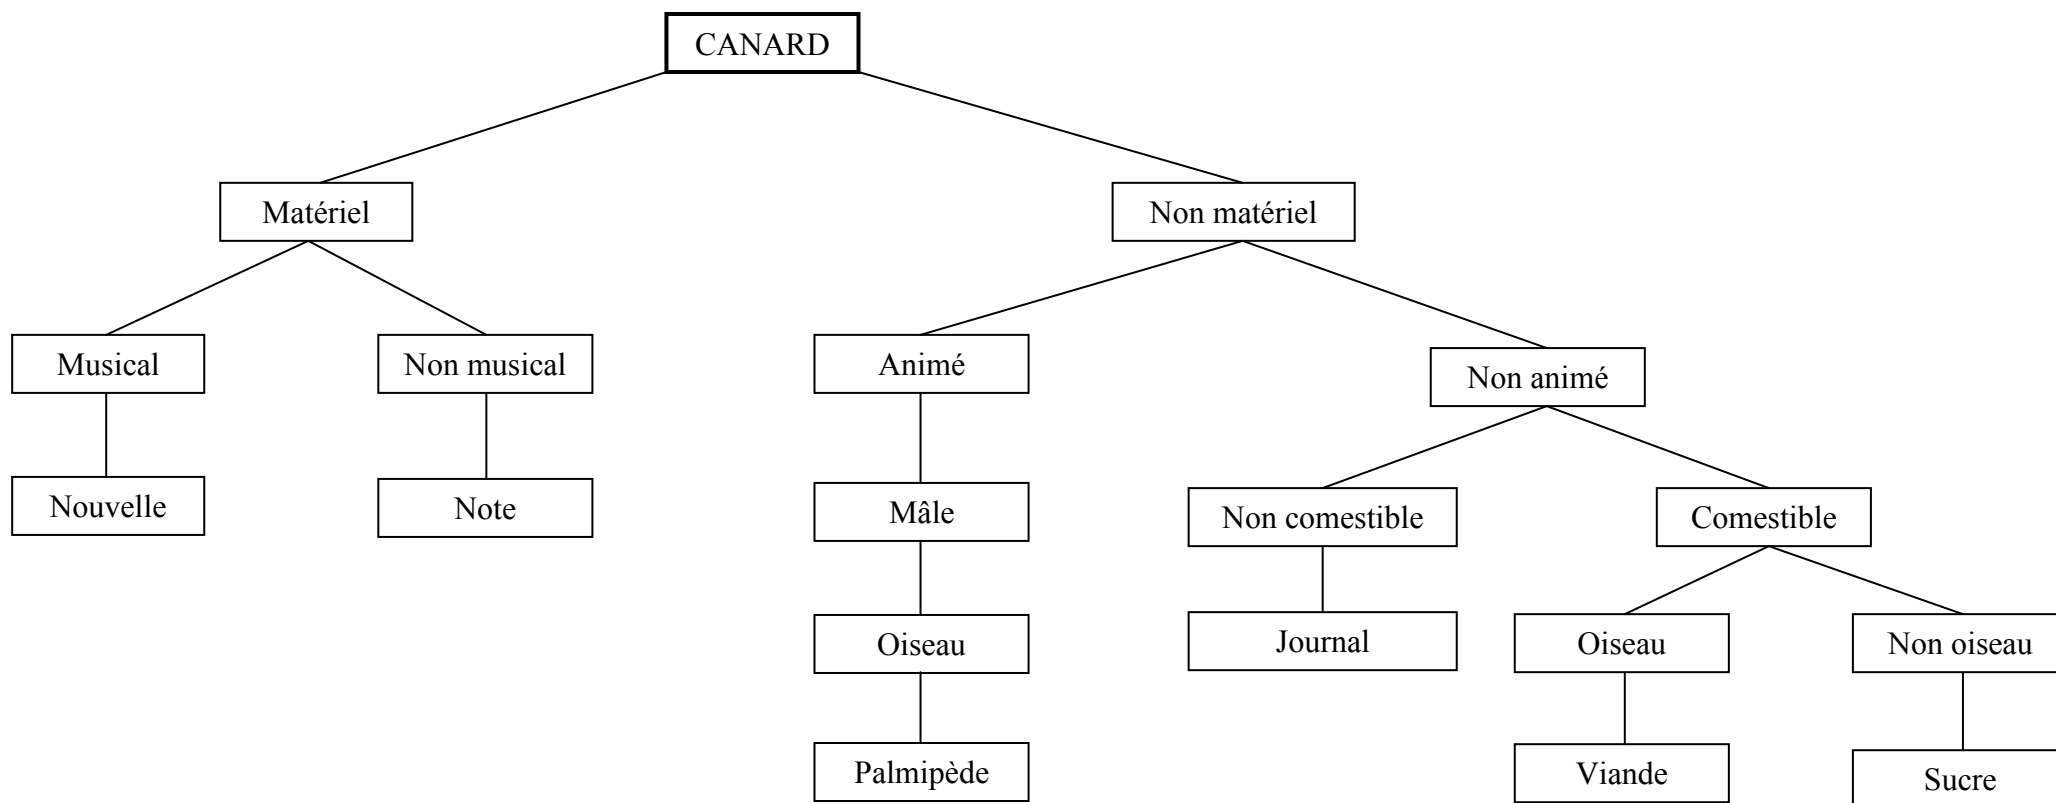 CANARD
Matériel
Non matériel
Musical
Non musical
Animé
Non animé
Nouvelle
Note
Mâle
Non comestible
Comestible
Oiseau
Journal
Oiseau
Non oiseau
Palmipède
Viande
Sucre